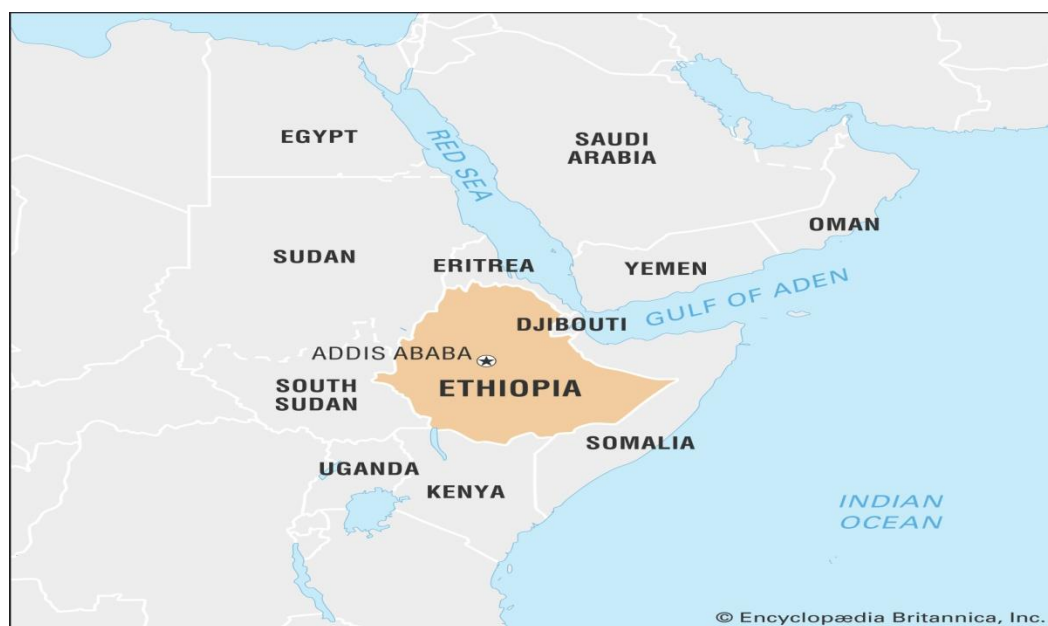 EGYPT
RED SEA
SAUDI
ARABIA
OMAN
SUDAN
ERITREA
YEMEN
GULF OF ADEN
DJIBOUTI
ADDIS ABABA
ETHIOPIA
SOUTH
SUDAN
SOMALIA
UGANDA
KENYA
INDIAN
OCEAN
© Encyclopædia Britannica, Inc.